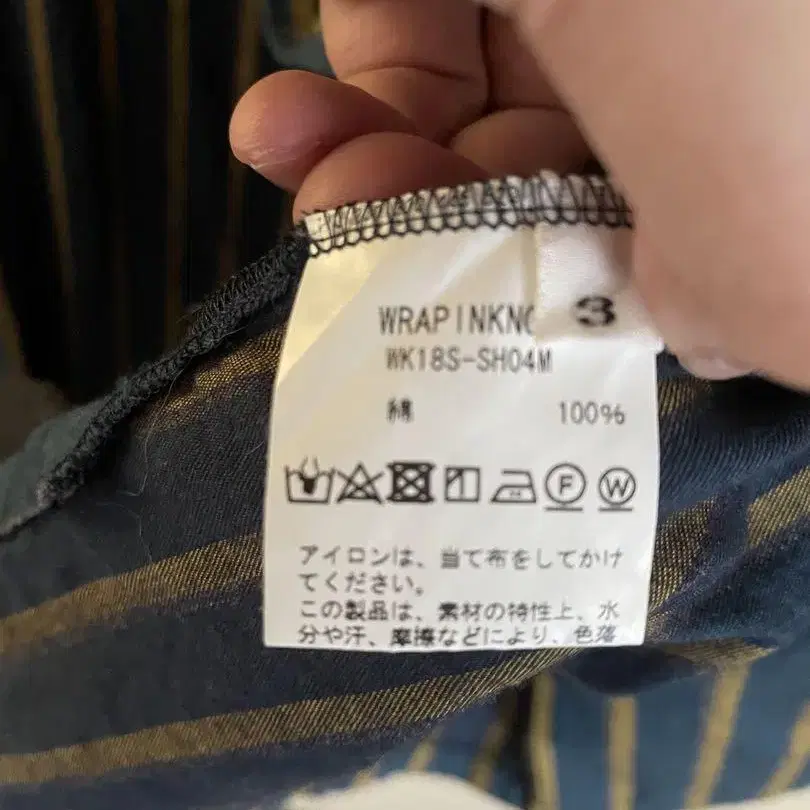 3
WRAPINKNO
WK18S-SH04M
綿 100%
F W
アイロンは、当て布をしてかけ
てください。
この製品は、素材の特性上、水
分や汗、摩擦などにより、色落